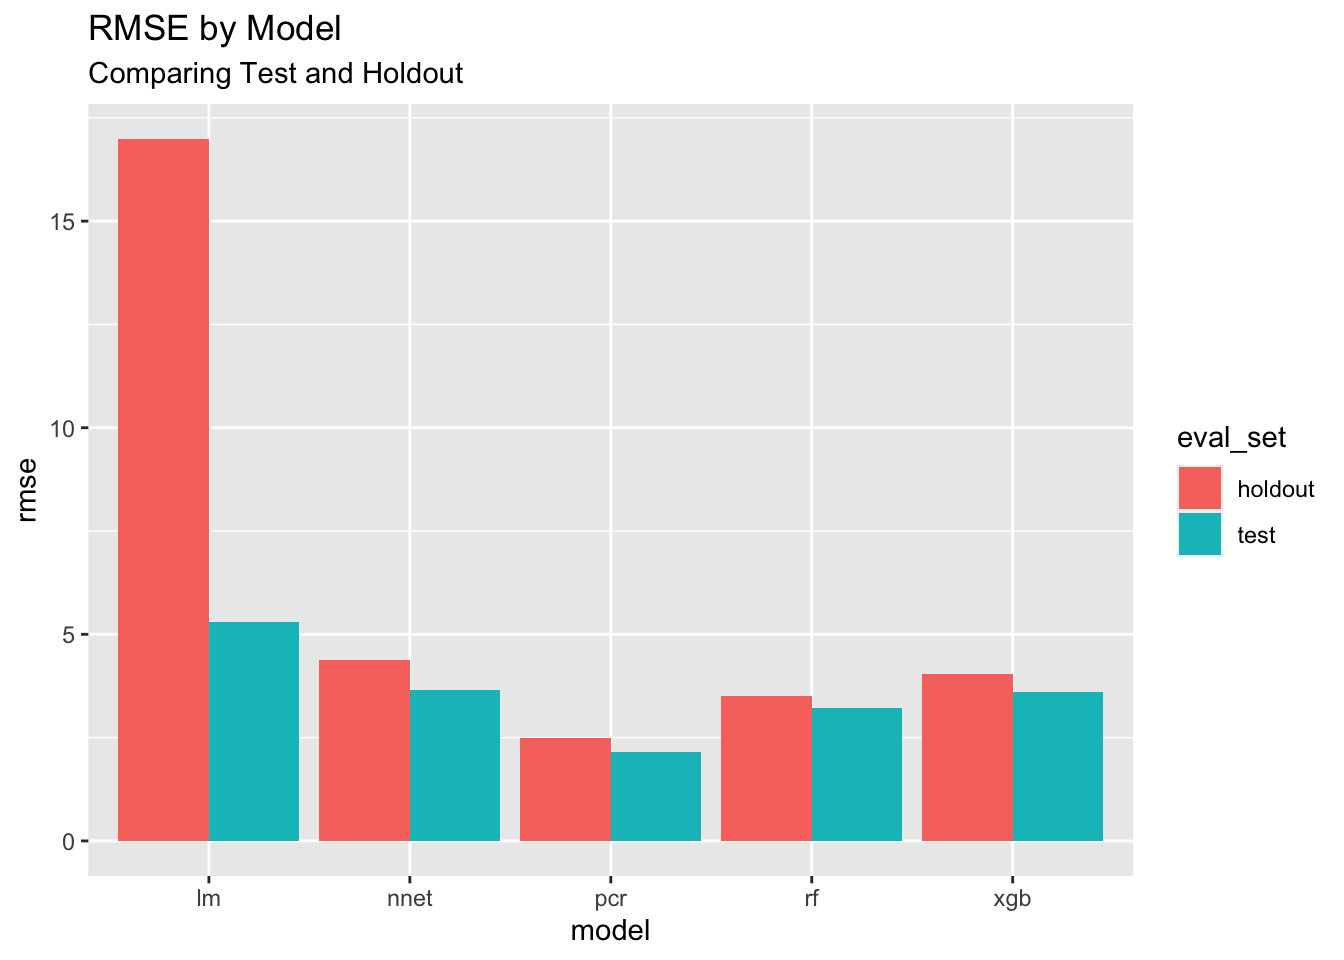 RMSE by Model
Comparing Test and Holdout
rmse
15
10
5
0
lm
nnet
pcr
rf
xgb
model
eval_set
holdout
test